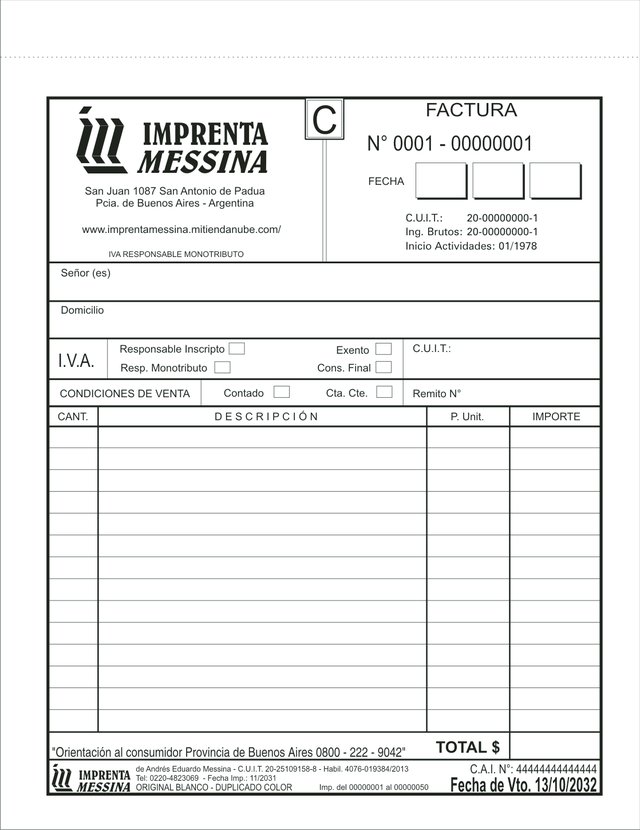 C
FACTURA
IMPRENTA
MESSINA
N° 0001 - 00000001
FECHA
San Juan 1087 San Antonio de Padua
Pcia. de Buenos Aires - Argentina
www.imprentamessina.mitiendanube.com/
IVA RESPONSABLE MONOTRIBUTO
C.U.I.T.: 20-00000000-1
Ing. Brutos: 20-00000000-1
Inicio Actividades: 01/1978
Señor (es)
Domicilio
I.V.A.
Responsable Inscripto
Exento
C.U.I.T.:
Resp. Monotributo
Cons. Final
CONDICIONES DE VENTA
Contado
Cta. Cte.
Remito N°
CANT.
DESCRIPCIÓN
P. Unit.
IMPORTE
"Orientación al consumidor Provincia de Buenos Aires 0800 - 222 - 9042"
TOTAL $
IMPRENTA
MESSINA
de Andrés Eduardo Messina - C.U.I.T. 20-25109158-8 - Habil. 4076-019384/2013
Tel: 0220-4823069 - Fecha Imp.: 11/2031
ORIGINAL BLANCO - DUPLICADO COLOR
Imp. del 00000001 al 00000050
C.A.I. N°: 44444444444444
Fecha de Vto. 13/10/2032